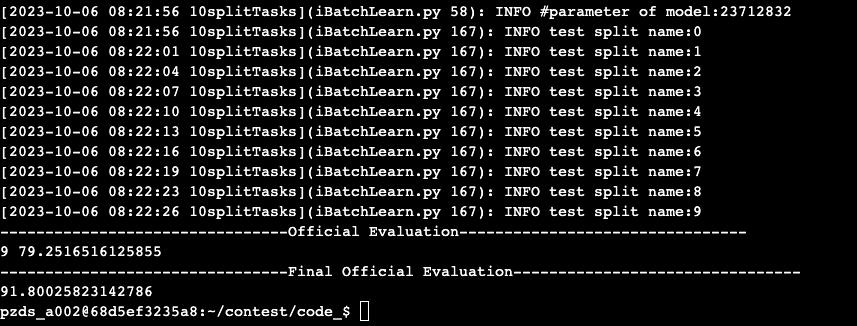 [2023-10-06 08:21:56 10splitTasks](iBatchLearn.py 58): INFO #parameter of model:23712832
[2023-10-06 08:21:56 10splitTasks](iBatchLearn.py 167): INFO test split name:0
[2023-10-06 08:22:01 10splitTasks](iBatchLearn.py 167): INFO test split name:1
[2023-10-06 08:22:04 10splitTasks](iBatchLearn.py 167): INFO test split name:2
[2023-10-06 08:22:07 10splitTasks](iBatchLearn.py 167): INFO test split name:3
[2023-10-06 08:22:10 10splitTasks](iBatchLearn.py 167): INFO test split name:4
[2023-10-06 08:22:13 10splitTasks](iBatchLearn.py 167): INFO test split name:5
[2023-10-06 08:22:16 10splitTasks](iBatchLearn.py 167): INFO test split name:6
[2023-10-06 08:22:19 10splitTasks](iBatchLearn.py 167): INFO test split name:7
[2023-10-06 08:22:23 10splitTasks](iBatchLearn.py 167): INFO test split name:8
[2023-10-06 08:22:26 10splitTasks](iBatchLearn.py 167): INFO test split name:9
--------------------------------Official Evaluation--------------------------------
9 79.2516516125855
--------------------------------Final Official Evaluation--------------------------------
91.80025823142786
pzds_a002@68d5ef3235a8:~/contest/code_$